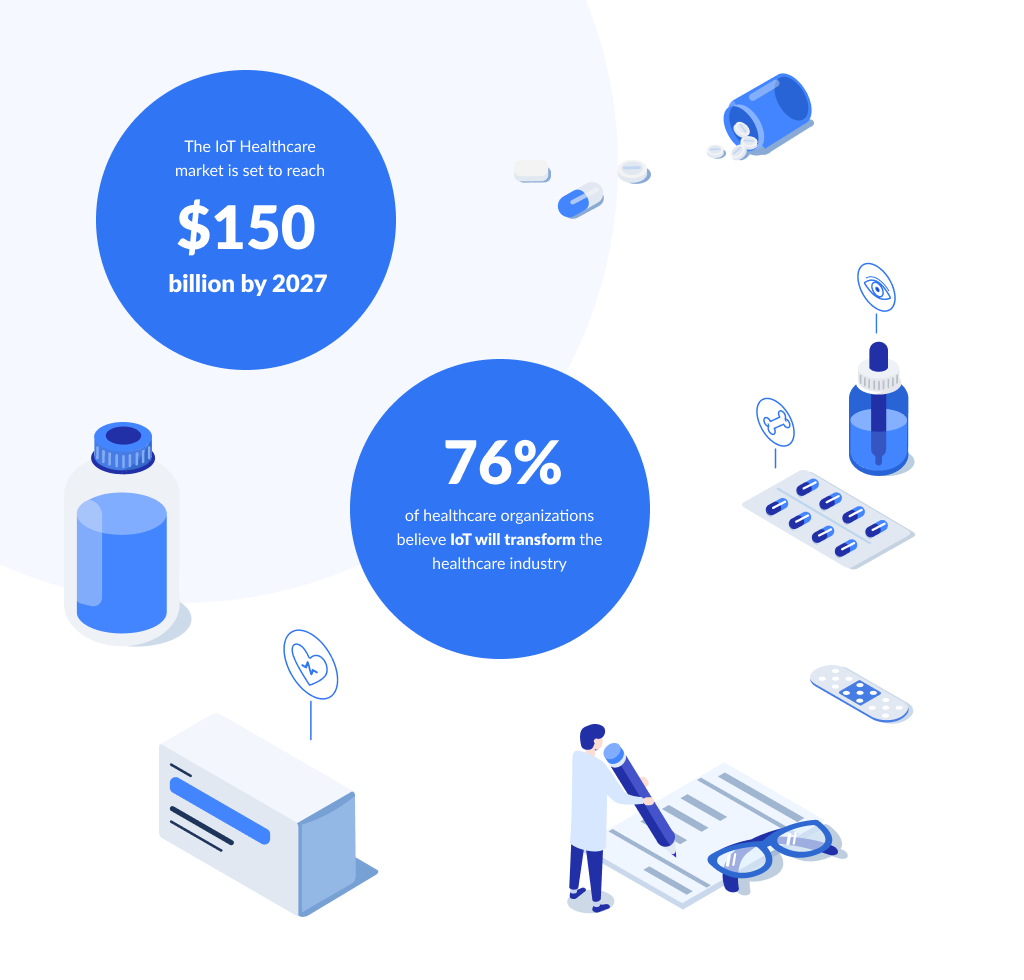 The IoT Healthcare
market is set to reach
$150
billion by 2027
76%
of healthcare organizations
believe IoT will transform the
healthcare industry